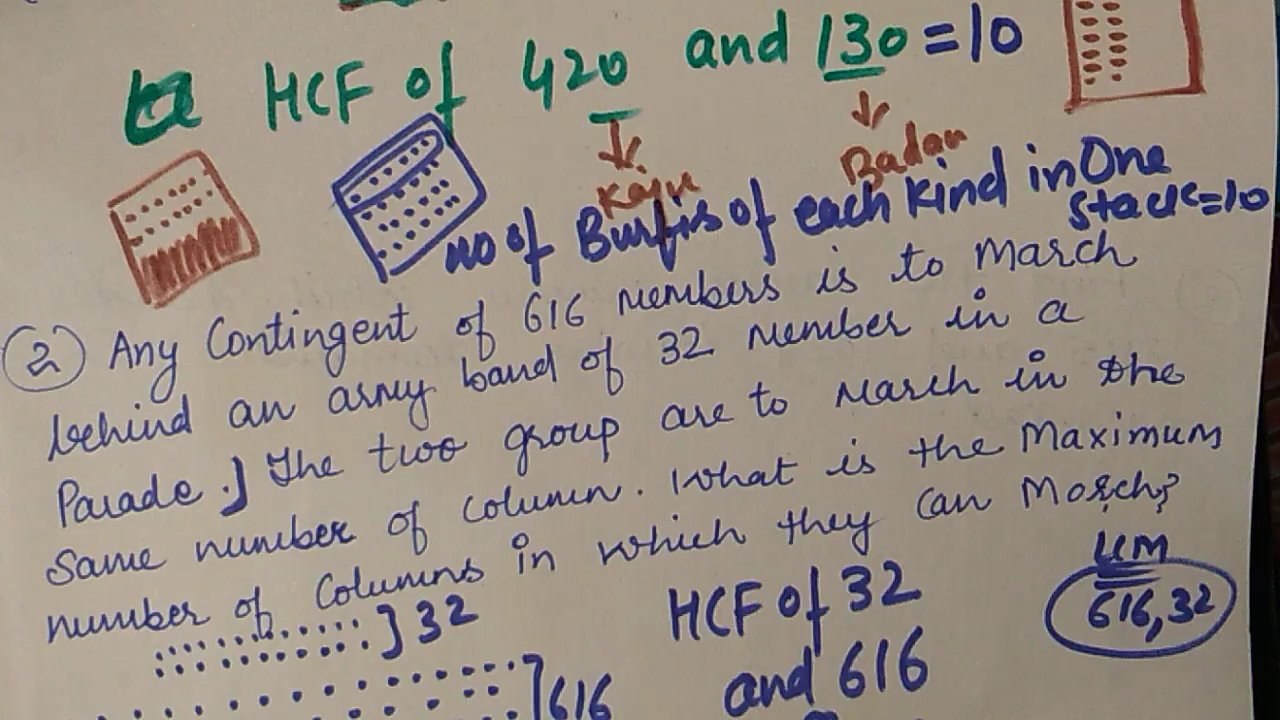 HCF of 420 and 130 = 10
Kaju
Badam
no of Burfis of each kind in One
stack = 10
2) Any Contingent of 616 members is to march
behind an army band of 32 member in a
Parade. The two group are to march in the
Same number of column. What is the Maximum
number of Columns in which they can March?
LCM
616, 32
32
HCF of 32
and 616
616